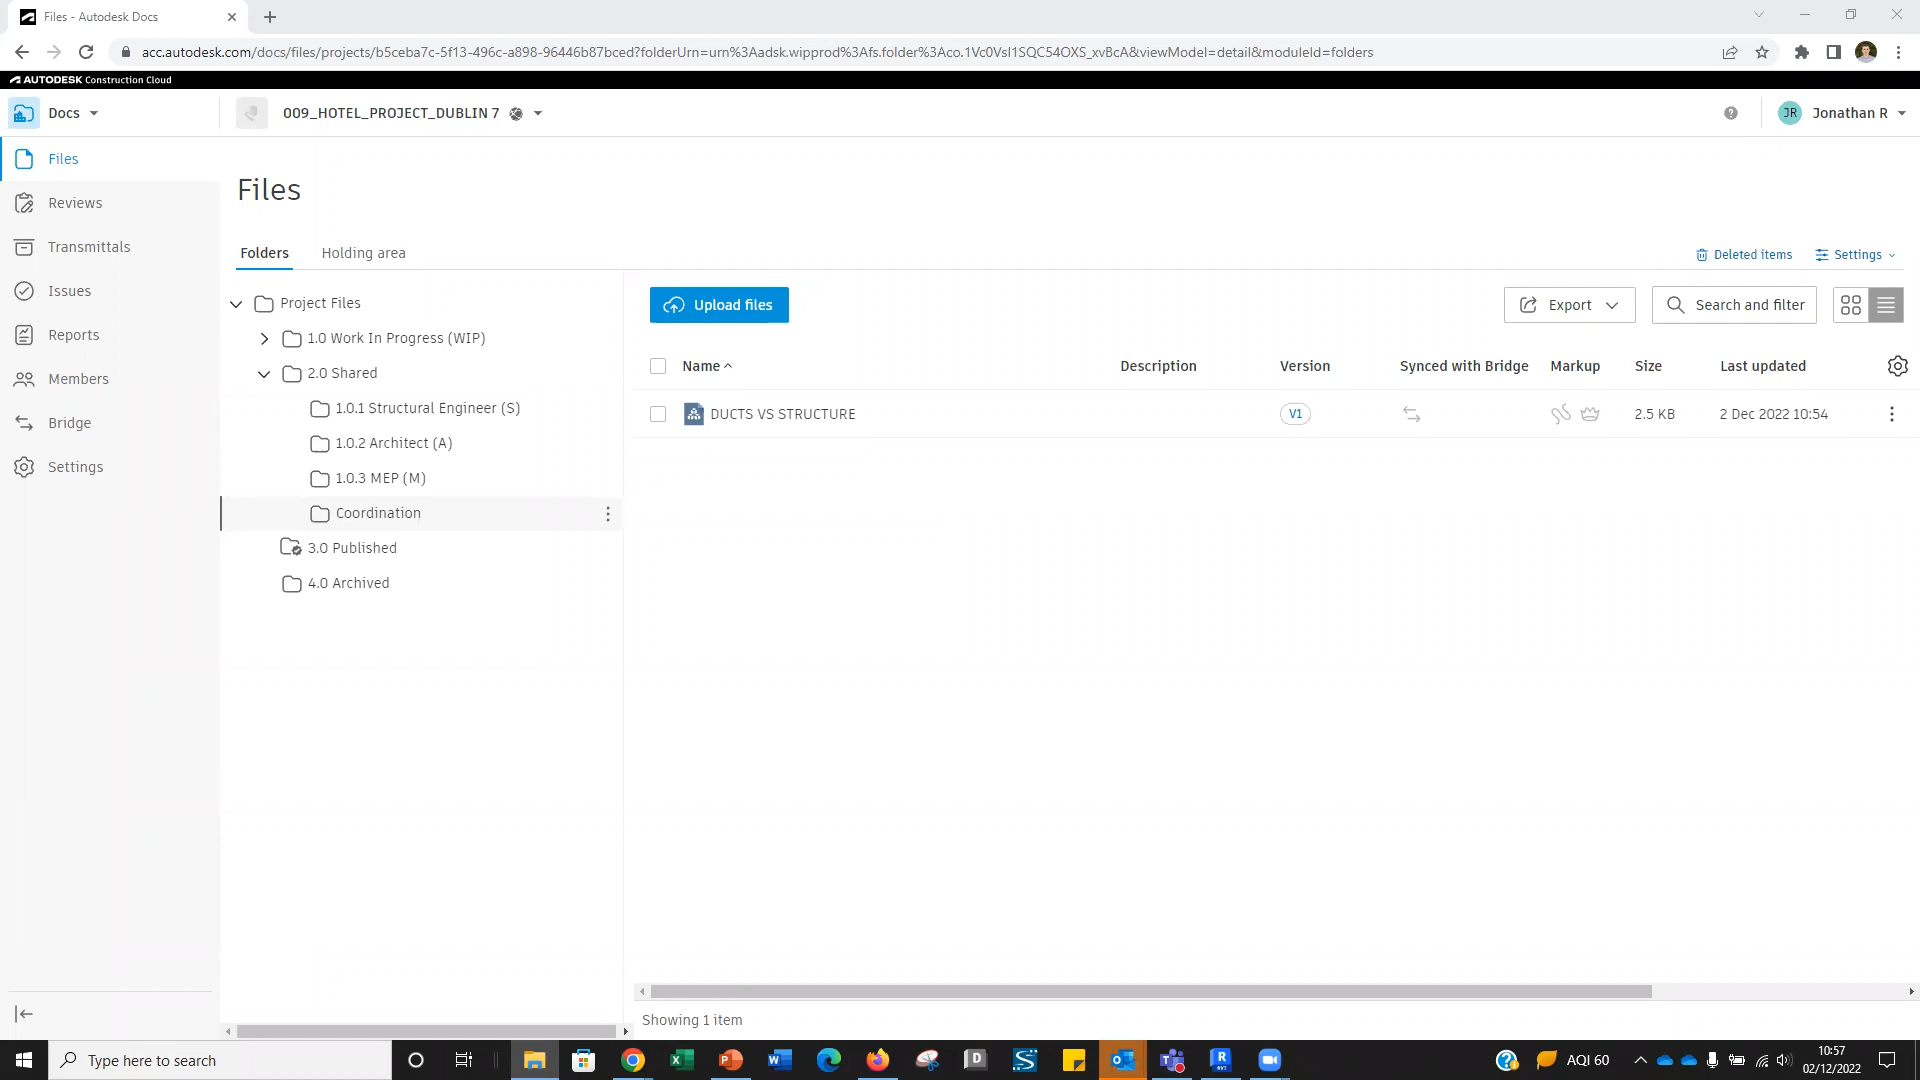 Files - Autodesk Docs
acc.autodesk.com/docs/files/projects/b5ceba7c-5f13-496c-a898-96446b87bced?folderUrn=urn%3Aadsk.wipprod%3Afs.folder%3Aco.1Vc0VsI1SQC54OXS_xvBcA&viewModel=detail&moduleId=folders
AUTODESK Construction Cloud
Docs
009_HOTEL_PROJECT_DUBLIN 7
JR Jonathan R
Files
Reviews
Transmittals
Issues
Reports
Members
Bridge
Settings
Files
Folders Holding area
Deleted items Settings
Project Files
1.0 Work In Progress (WIP)
2.0 Shared
1.0.1 Structural Engineer (S)
1.0.2 Architect (A)
1.0.3 MEP (M)
Coordination
3.0 Published
4.0 Archived
Upload files
Export
Search and filter
Name Description Version Synced with Bridge Markup Size Last updated
DUCTS VS STRUCTURE V1 2.5 KB 2 Dec 2022 10:54
Showing 1 item
Type here to search
AQI 60
10:57
02/12/2022